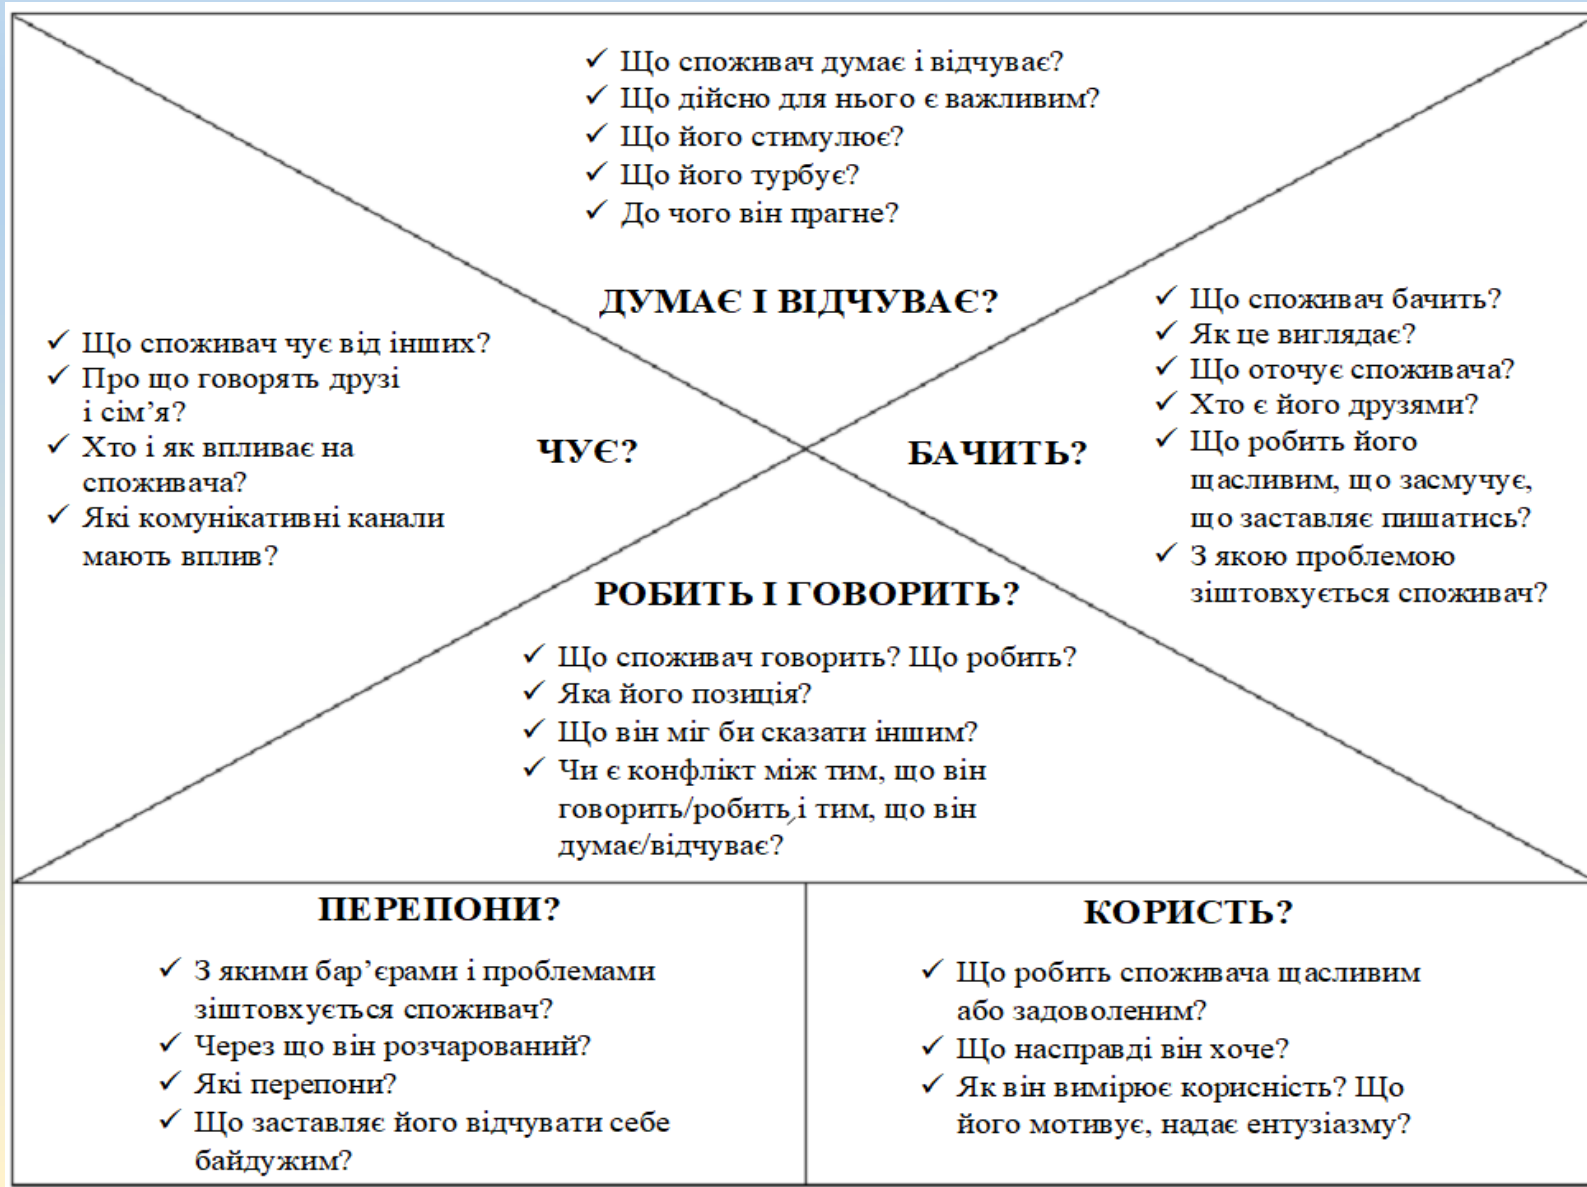 ✓ Що споживач думає і відчуває?
✓ Що дійсно для нього є важливим?
✓ Що його стимулює?
✓ Що його турбує?
✓ До чого він прагне?
ДУМАЄ І ВІДЧУВАЄ?
✓ Що споживач чує від інших?
✓ Про що говорять друзі
і сім’я?
✓ Хто і як впливає на
споживача?
✓ Які комунікативні канали
мають вплив?
ЧУЄ?
БАЧИТЬ?
✓ Що споживач бачить?
✓ Як це виглядає?
✓ Що оточує споживача?
✓ Хто є його друзями?
✓ Що робить його
щасливим, що засмучує,
що заставляє пишатись?
✓ З якою проблемою
зіштовхується споживач?
РОБИТЬ І ГОВОРИТЬ?
✓ Що споживач говорить? Що робить?
✓ Яка його позиція?
✓ Що він міг би сказати іншим?
✓ Чи є конфлікт між тим, що він
говорить/робить і тим, що він
думає/відчуває?
ПЕРЕПОНИ?
✓ З якими бар’єрами і проблемами
зіштовхується споживач?
✓ Через що він розчарований?
✓ Які перепони?
✓ Що заставляє його відчувати себе
байдужим?
КОРИСТЬ?
✓ Що робить споживача щасливим
або задоволеним?
✓ Що насправді він хоче?
✓ Як він вимірює корисність? Що
його мотивує, надає ентузіазму?